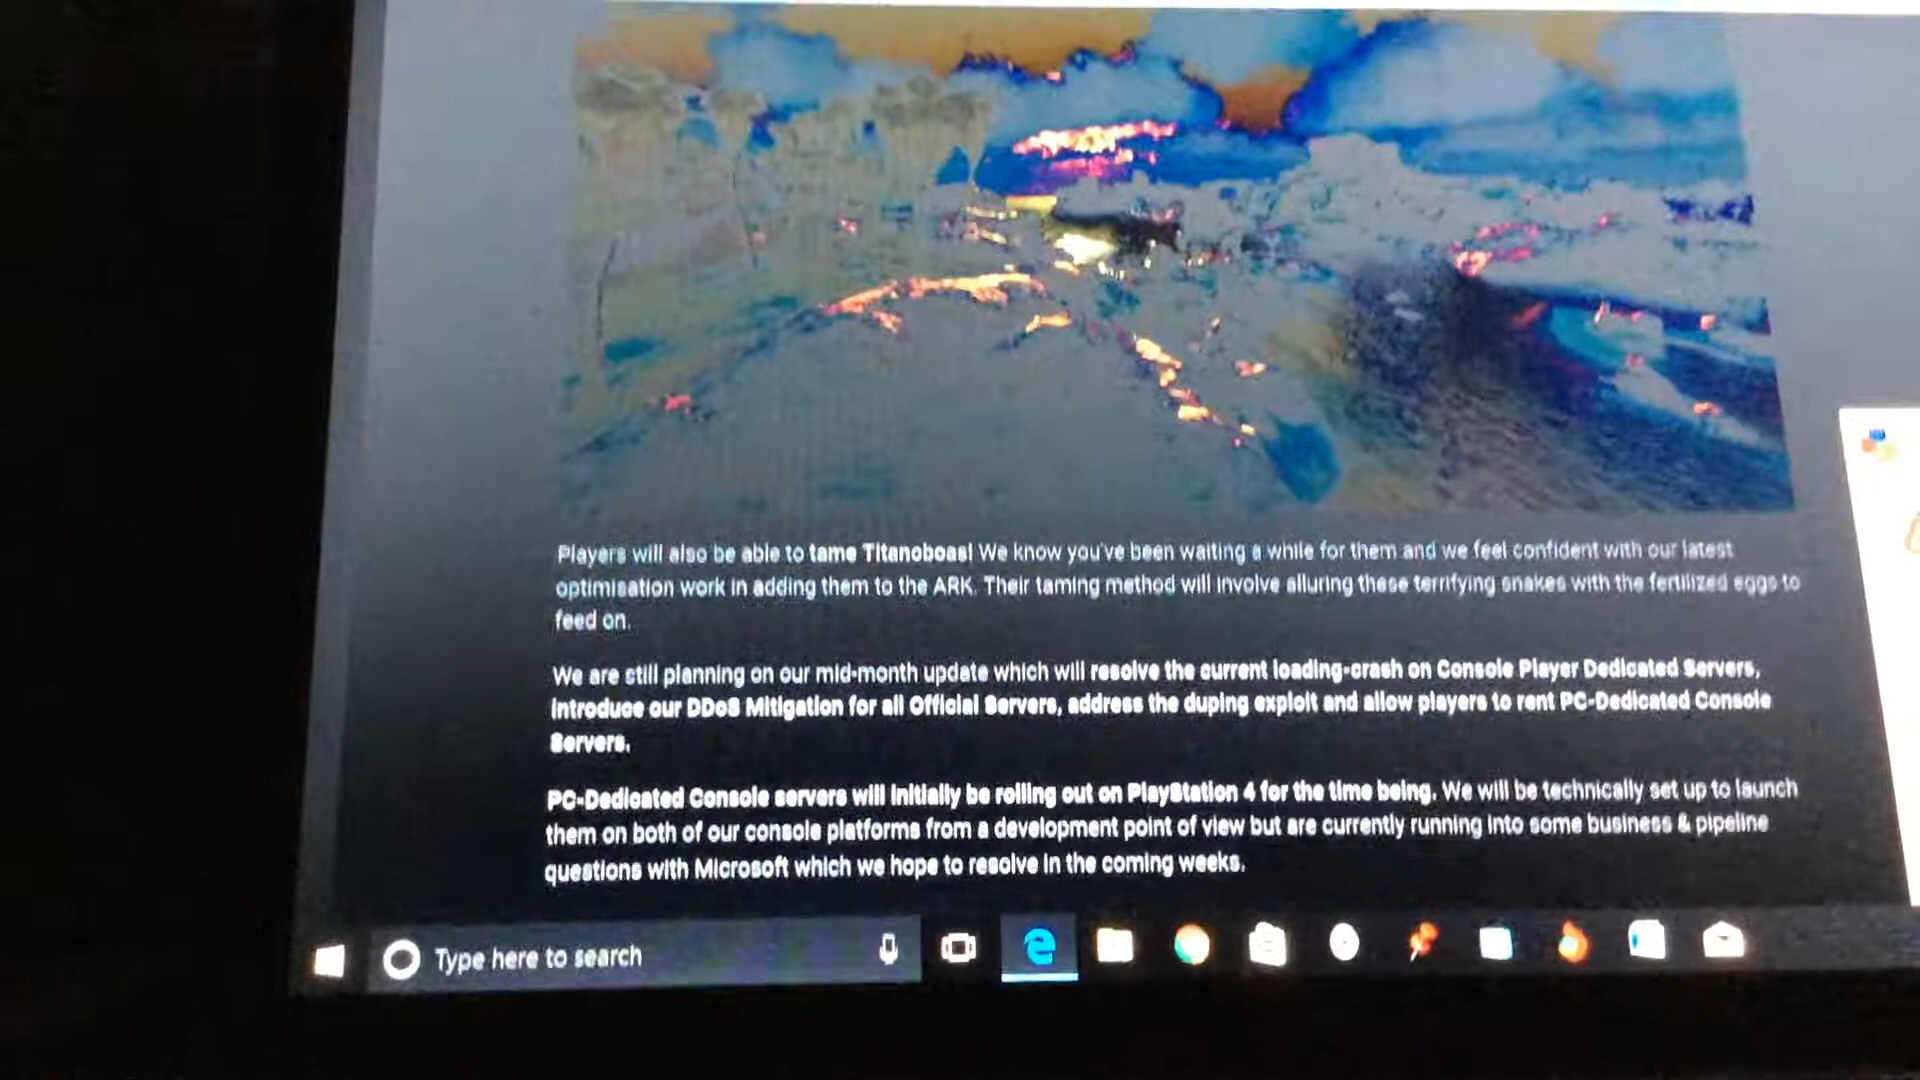 Players will also be able to tame Titanoboas! We know you've been waiting a while for them and we feel confident with our latest
optimisation work in adding them to the ARK. Their taming method will involve alluring these terrifying snakes with the fertilized eggs to
feed on.
We are still planning on our mid-month update which will resolve the current loading-crash on Console Player Dedicated Servers,
introduce our DDoS Mitigation for all Official Servers, address the duping exploit and allow players to rent PC-Dedicated Console
Servers.
PC-Dedicated Console servers will initially be rolling out on PlayStation 4 for the time being. We will be technically set up to launch
them on both of our console platforms from a development point of view but are currently running into some business & pipeline
questions with Microsoft which we hope to resolve in the coming weeks.
Type here to search